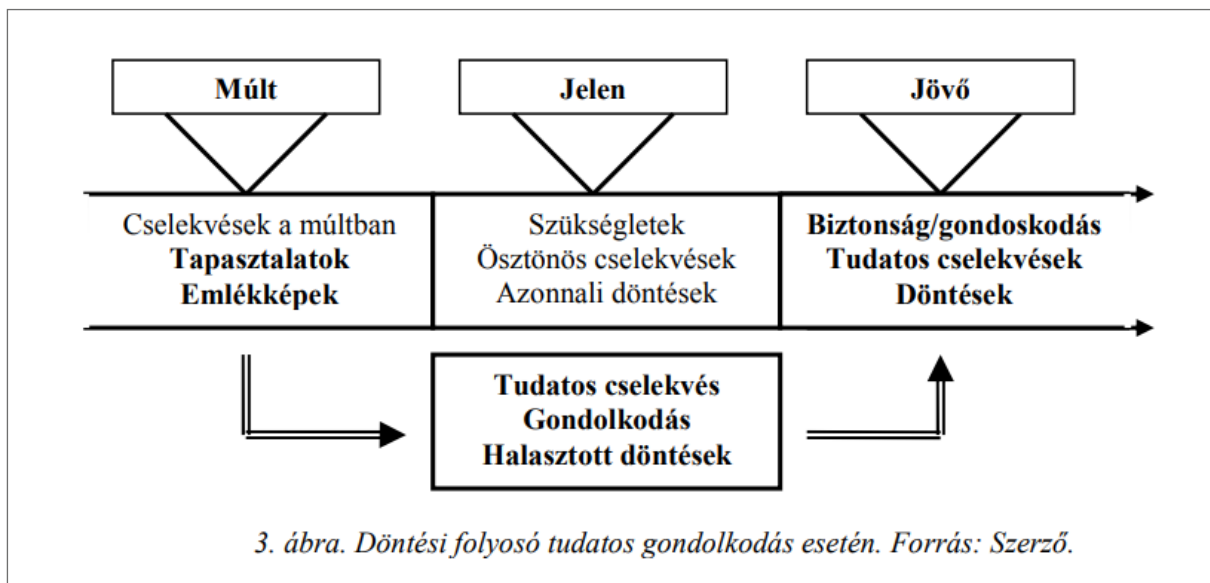 Múlt
Jelen
Jövő
Cselekvések a múltban
Tapasztalatok
Emlékképek
Szükségletek
Ösztönös cselekvések
Azonnali döntések
Biztonság/gondoskodás
Tudatos cselekvések
Döntések
Tudatos cselekvés
Gondolkodás
Halasztott döntések
3. ábra. Döntési folyosó tudatos gondolkodás esetén. Forrás: Szerző.